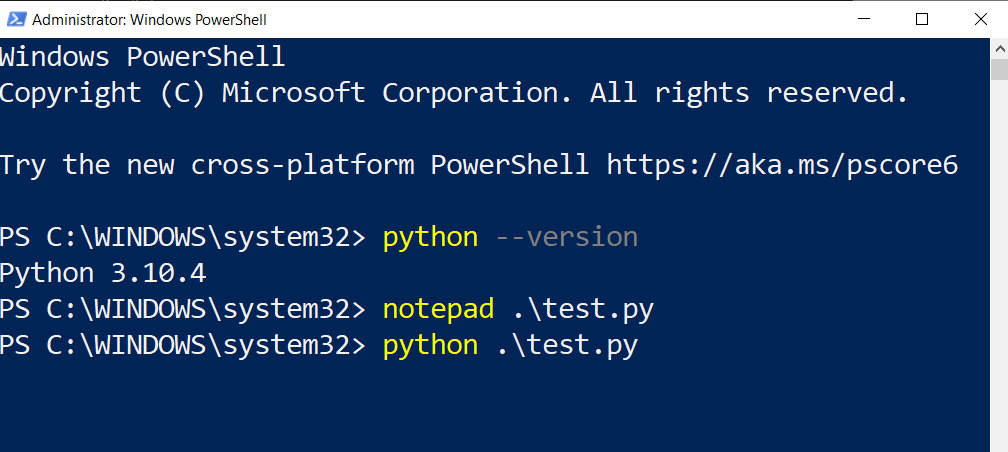 Administrator: Windows PowerShell
Windows PowerShell
Copyright (C) Microsoft Corporation. All rights reserved.
Try the new cross-platform PowerShell https://aka.ms/pscore6
PS C:\WINDOWS\system32> python --version
Python 3.10.4
PS C:\WINDOWS\system32> notepad .\test.py
PS C:\WINDOWS\system32> python .\test.py